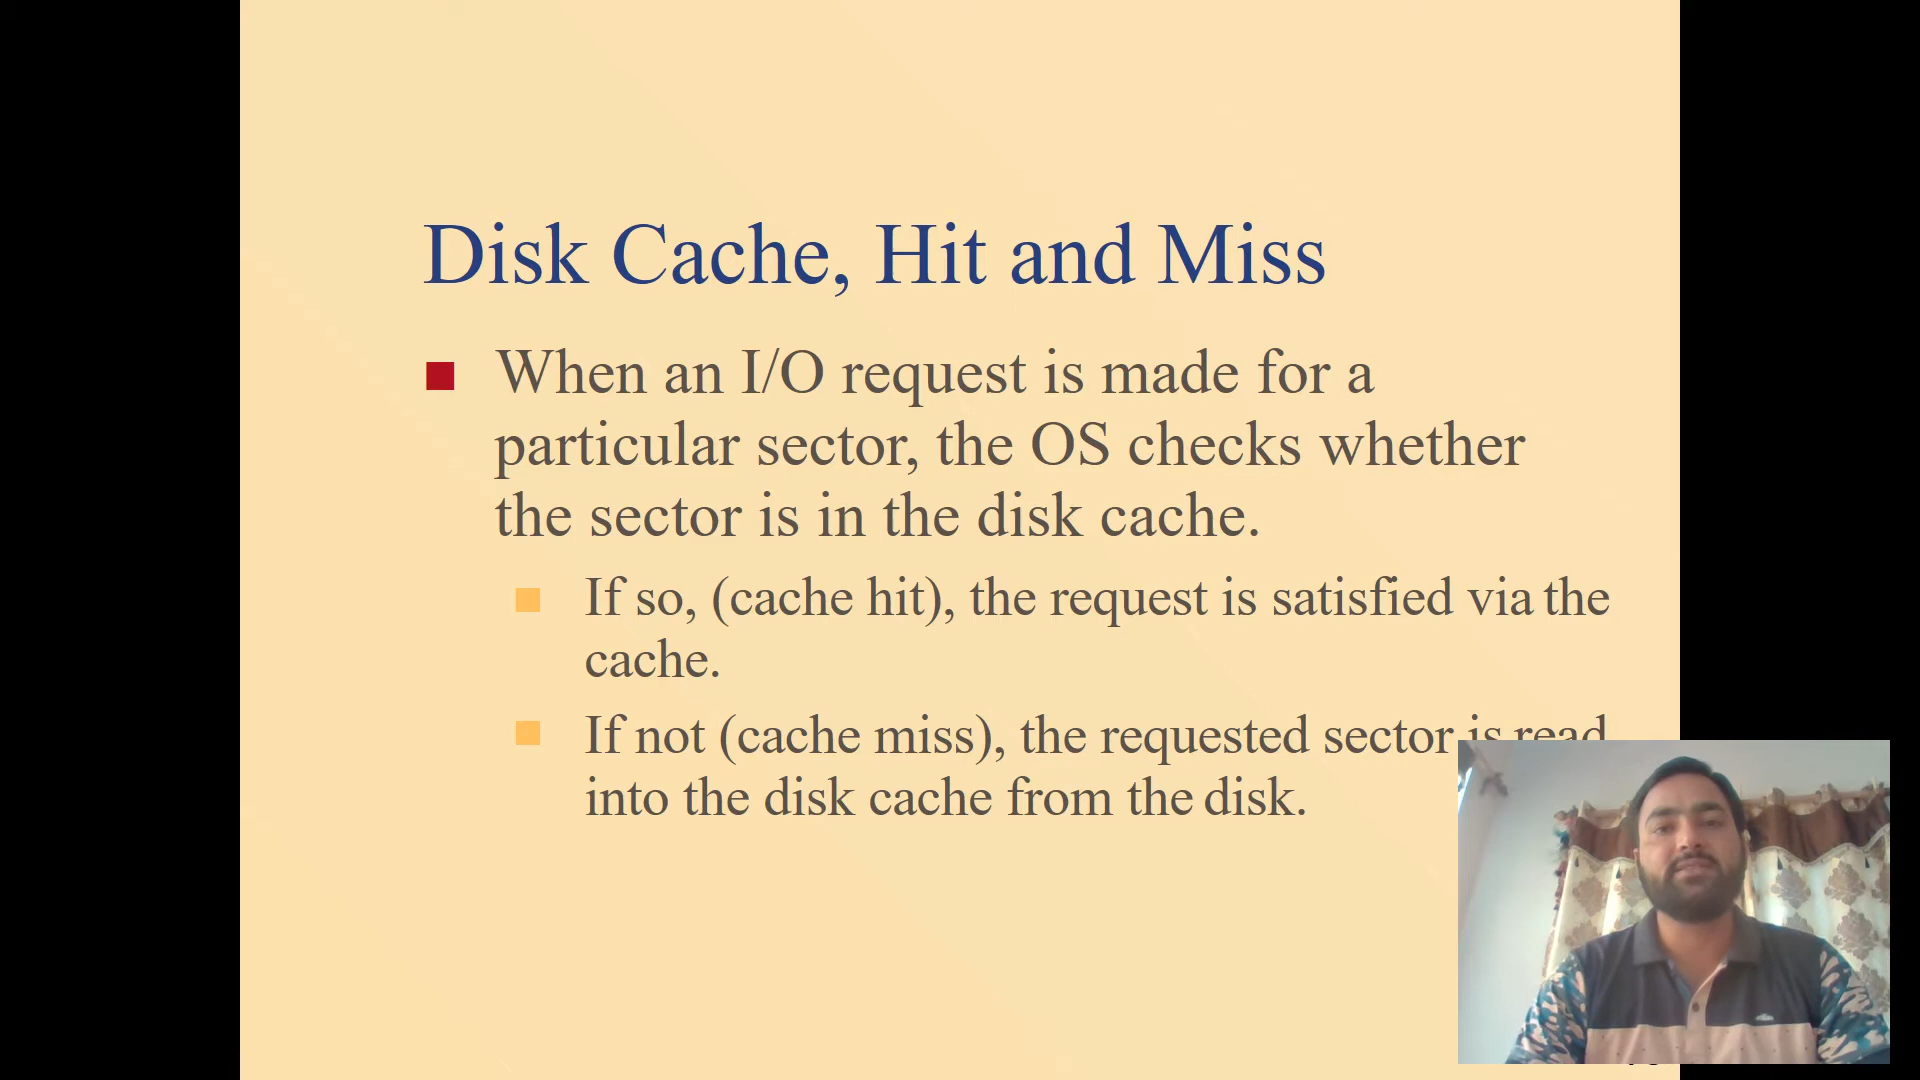 Disk Cache, Hit and Miss
When an I/O request is made for a
particular sector, the OS checks whether
the sector is in the disk cache.
If so, (cache hit), the request is satisfied via the
cache.
If not (cache miss), the requested sector is read
into the disk cache from the disk.